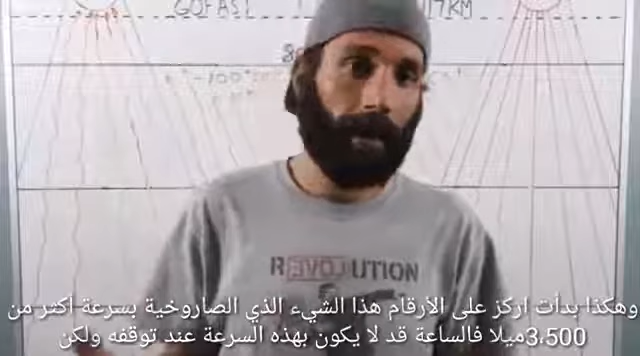 GOFAST 117KM
REVOLUTION
وهكذا بدأت اركز على الأرقام هذا الشيء الذي الصاروخية بسرعة أكثر من
3,500ميلا فالساعة قد لا يكون بهذه السرعة عند توقفه ولكن